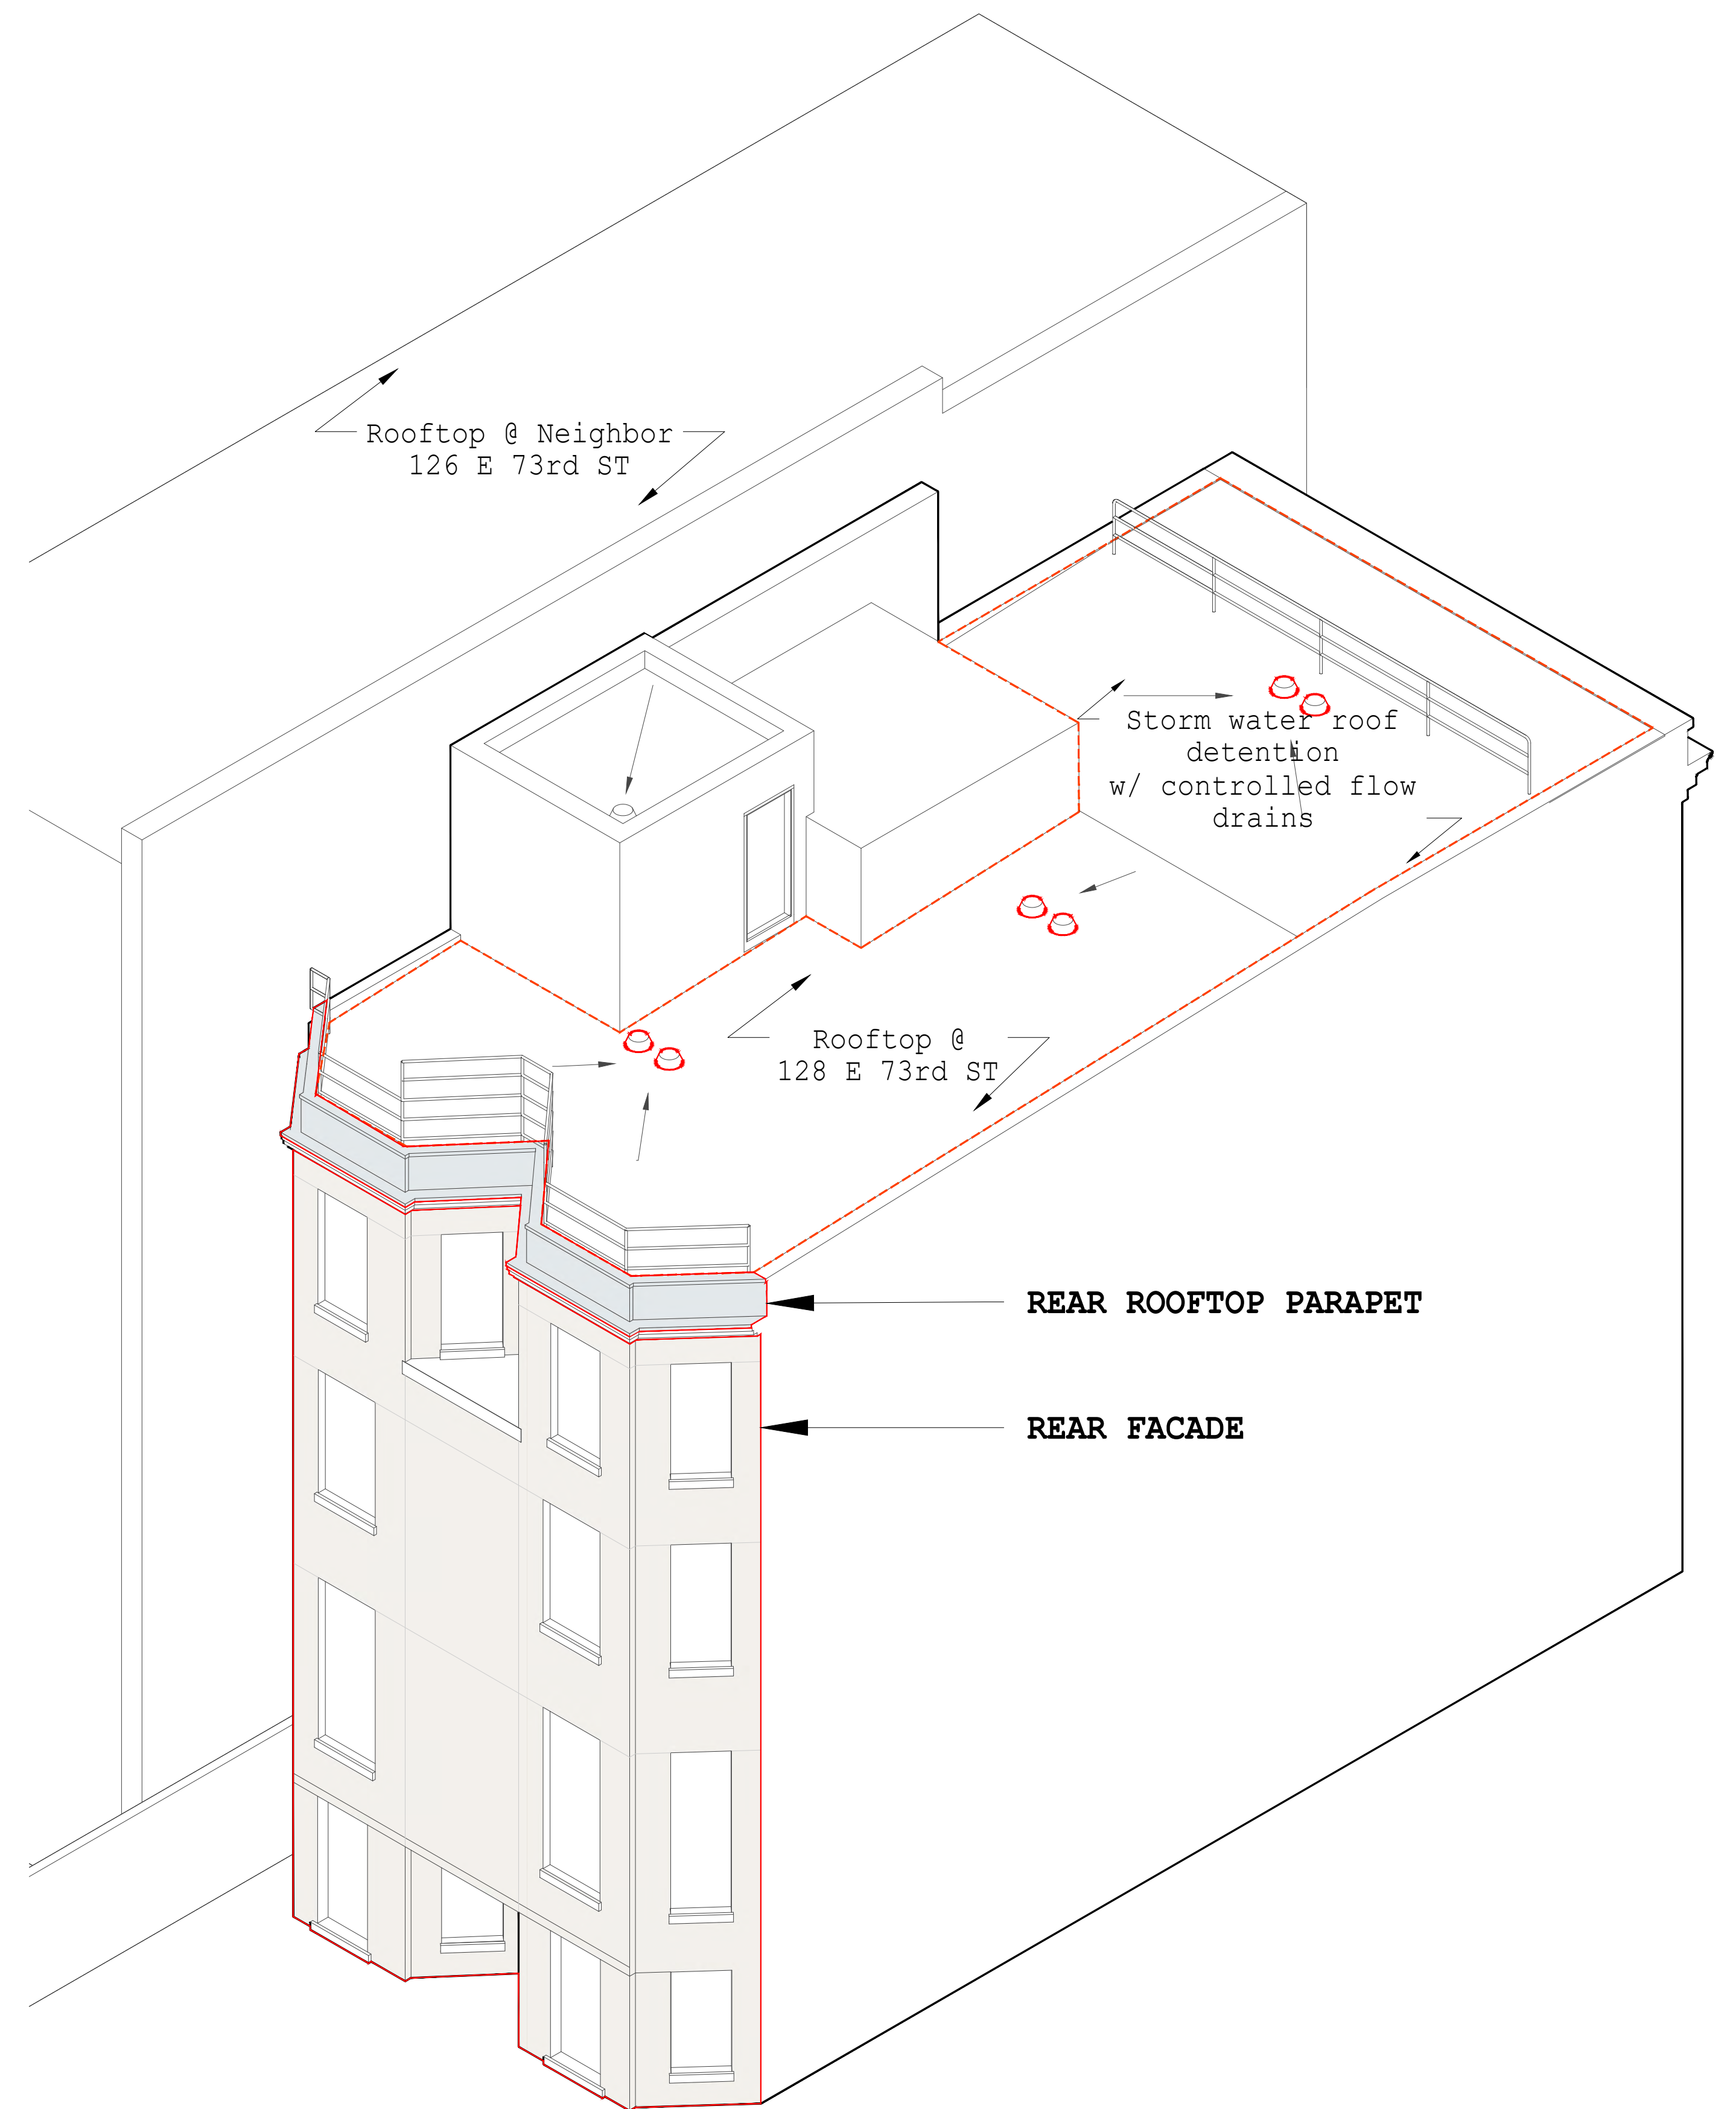 Rooftop @ Neighbor
126 E 73rd ST
Storm water roof
detention
w/ controlled flow
drains
Rooftop @
128 E 73rd ST
REAR ROOFTOP PARAPET
REAR FACADE